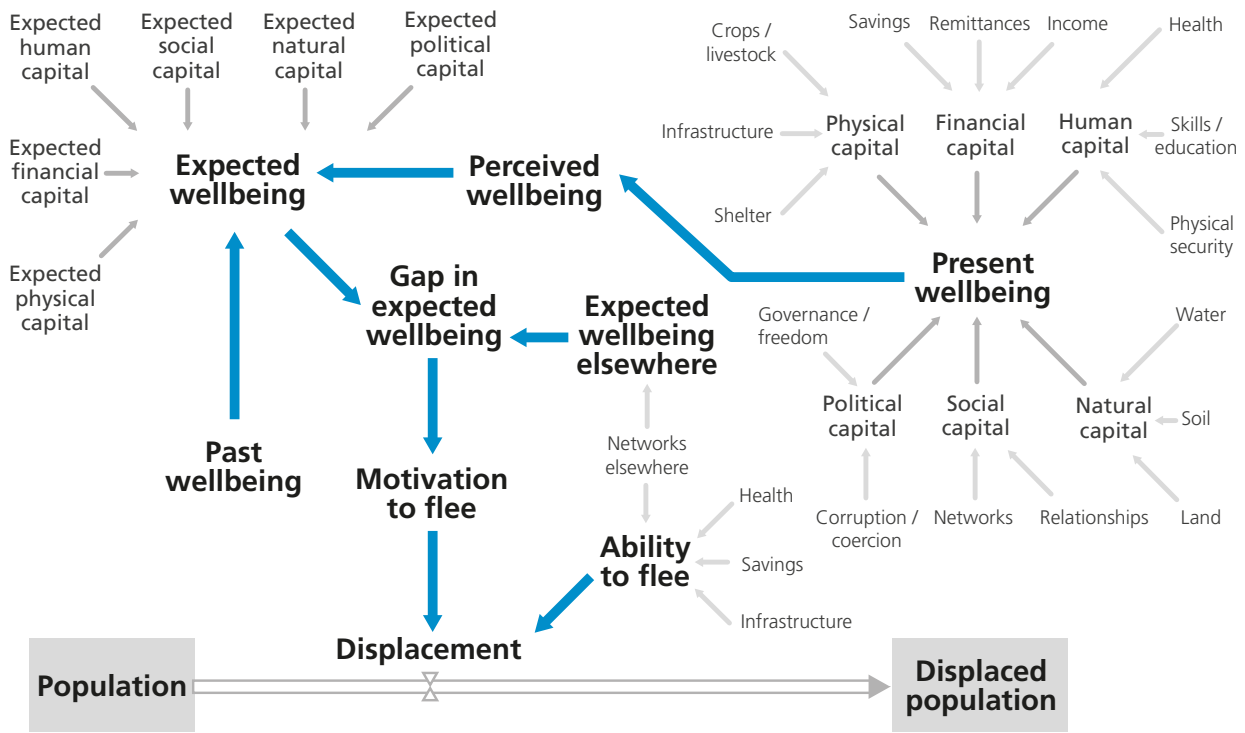 Expected
human
capital
Expected
social
capital
Expected
natural
capital
Expected
political
capital
Expected
financial
capital
Expected
physical
capital
Expected
wellbeing
Perceived
wellbeing
Past
wellbeing
Gap in
expected
wellbeing
Expected
wellbeing
elsewhere
Networks
elsewhere
Motivation
to flee
Ability
to flee
Health
Savings
Infrastructure
Displacement
Population
Displaced
population
Crops /
livestock
Infrastructure
Shelter
Physical
capital
Savings
Remittances
Income
Financial
capital
Health
Skills /
education
Physical
security
Human
capital
Present
wellbeing
Governance /
freedom
Political
capital
Corruption /
coercion
Social
capital
Networks
Relationships
Natural
capital
Water
Soil
Land